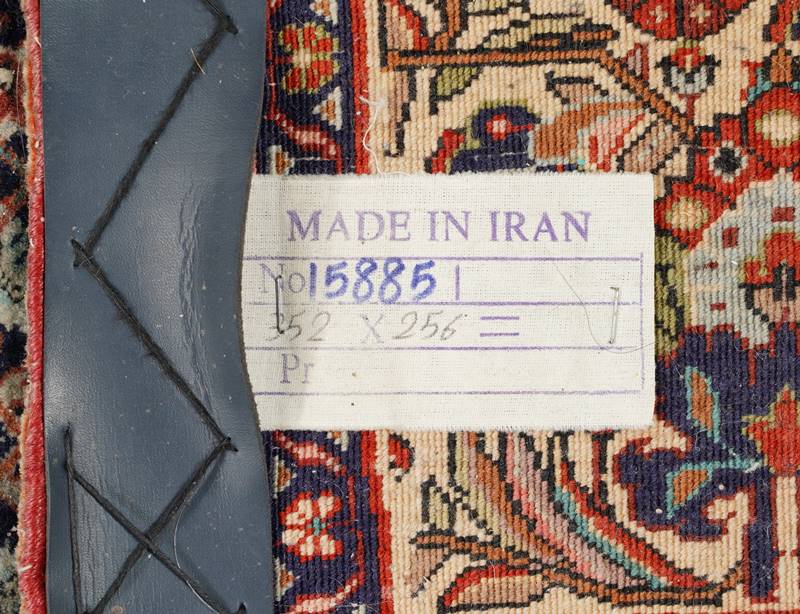 MADE IN IRAN
No 15885
352 X 256 =
Pr